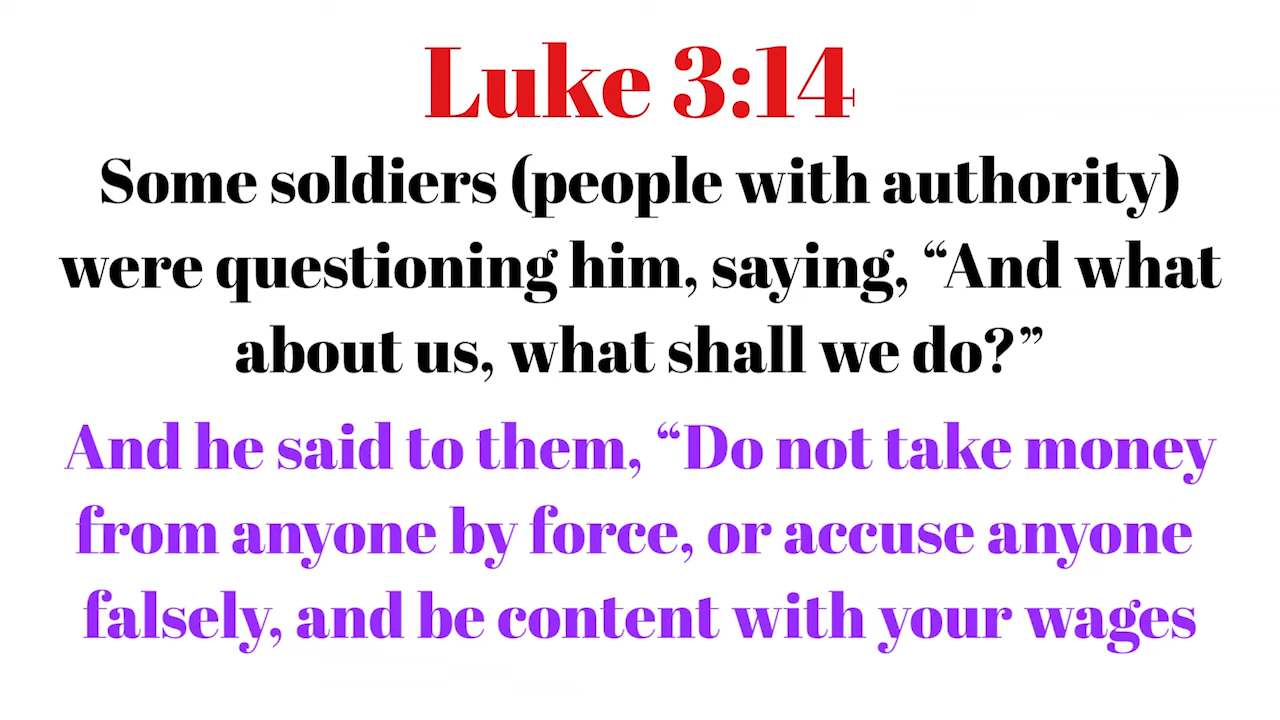 Luke 3:14
Some soldiers (people with authority)
were questioning him, saying, “And what
about us, what shall we do?”
And he said to them, “Do not take money
from anyone by force, or accuse anyone
falsely, and be content with your wages